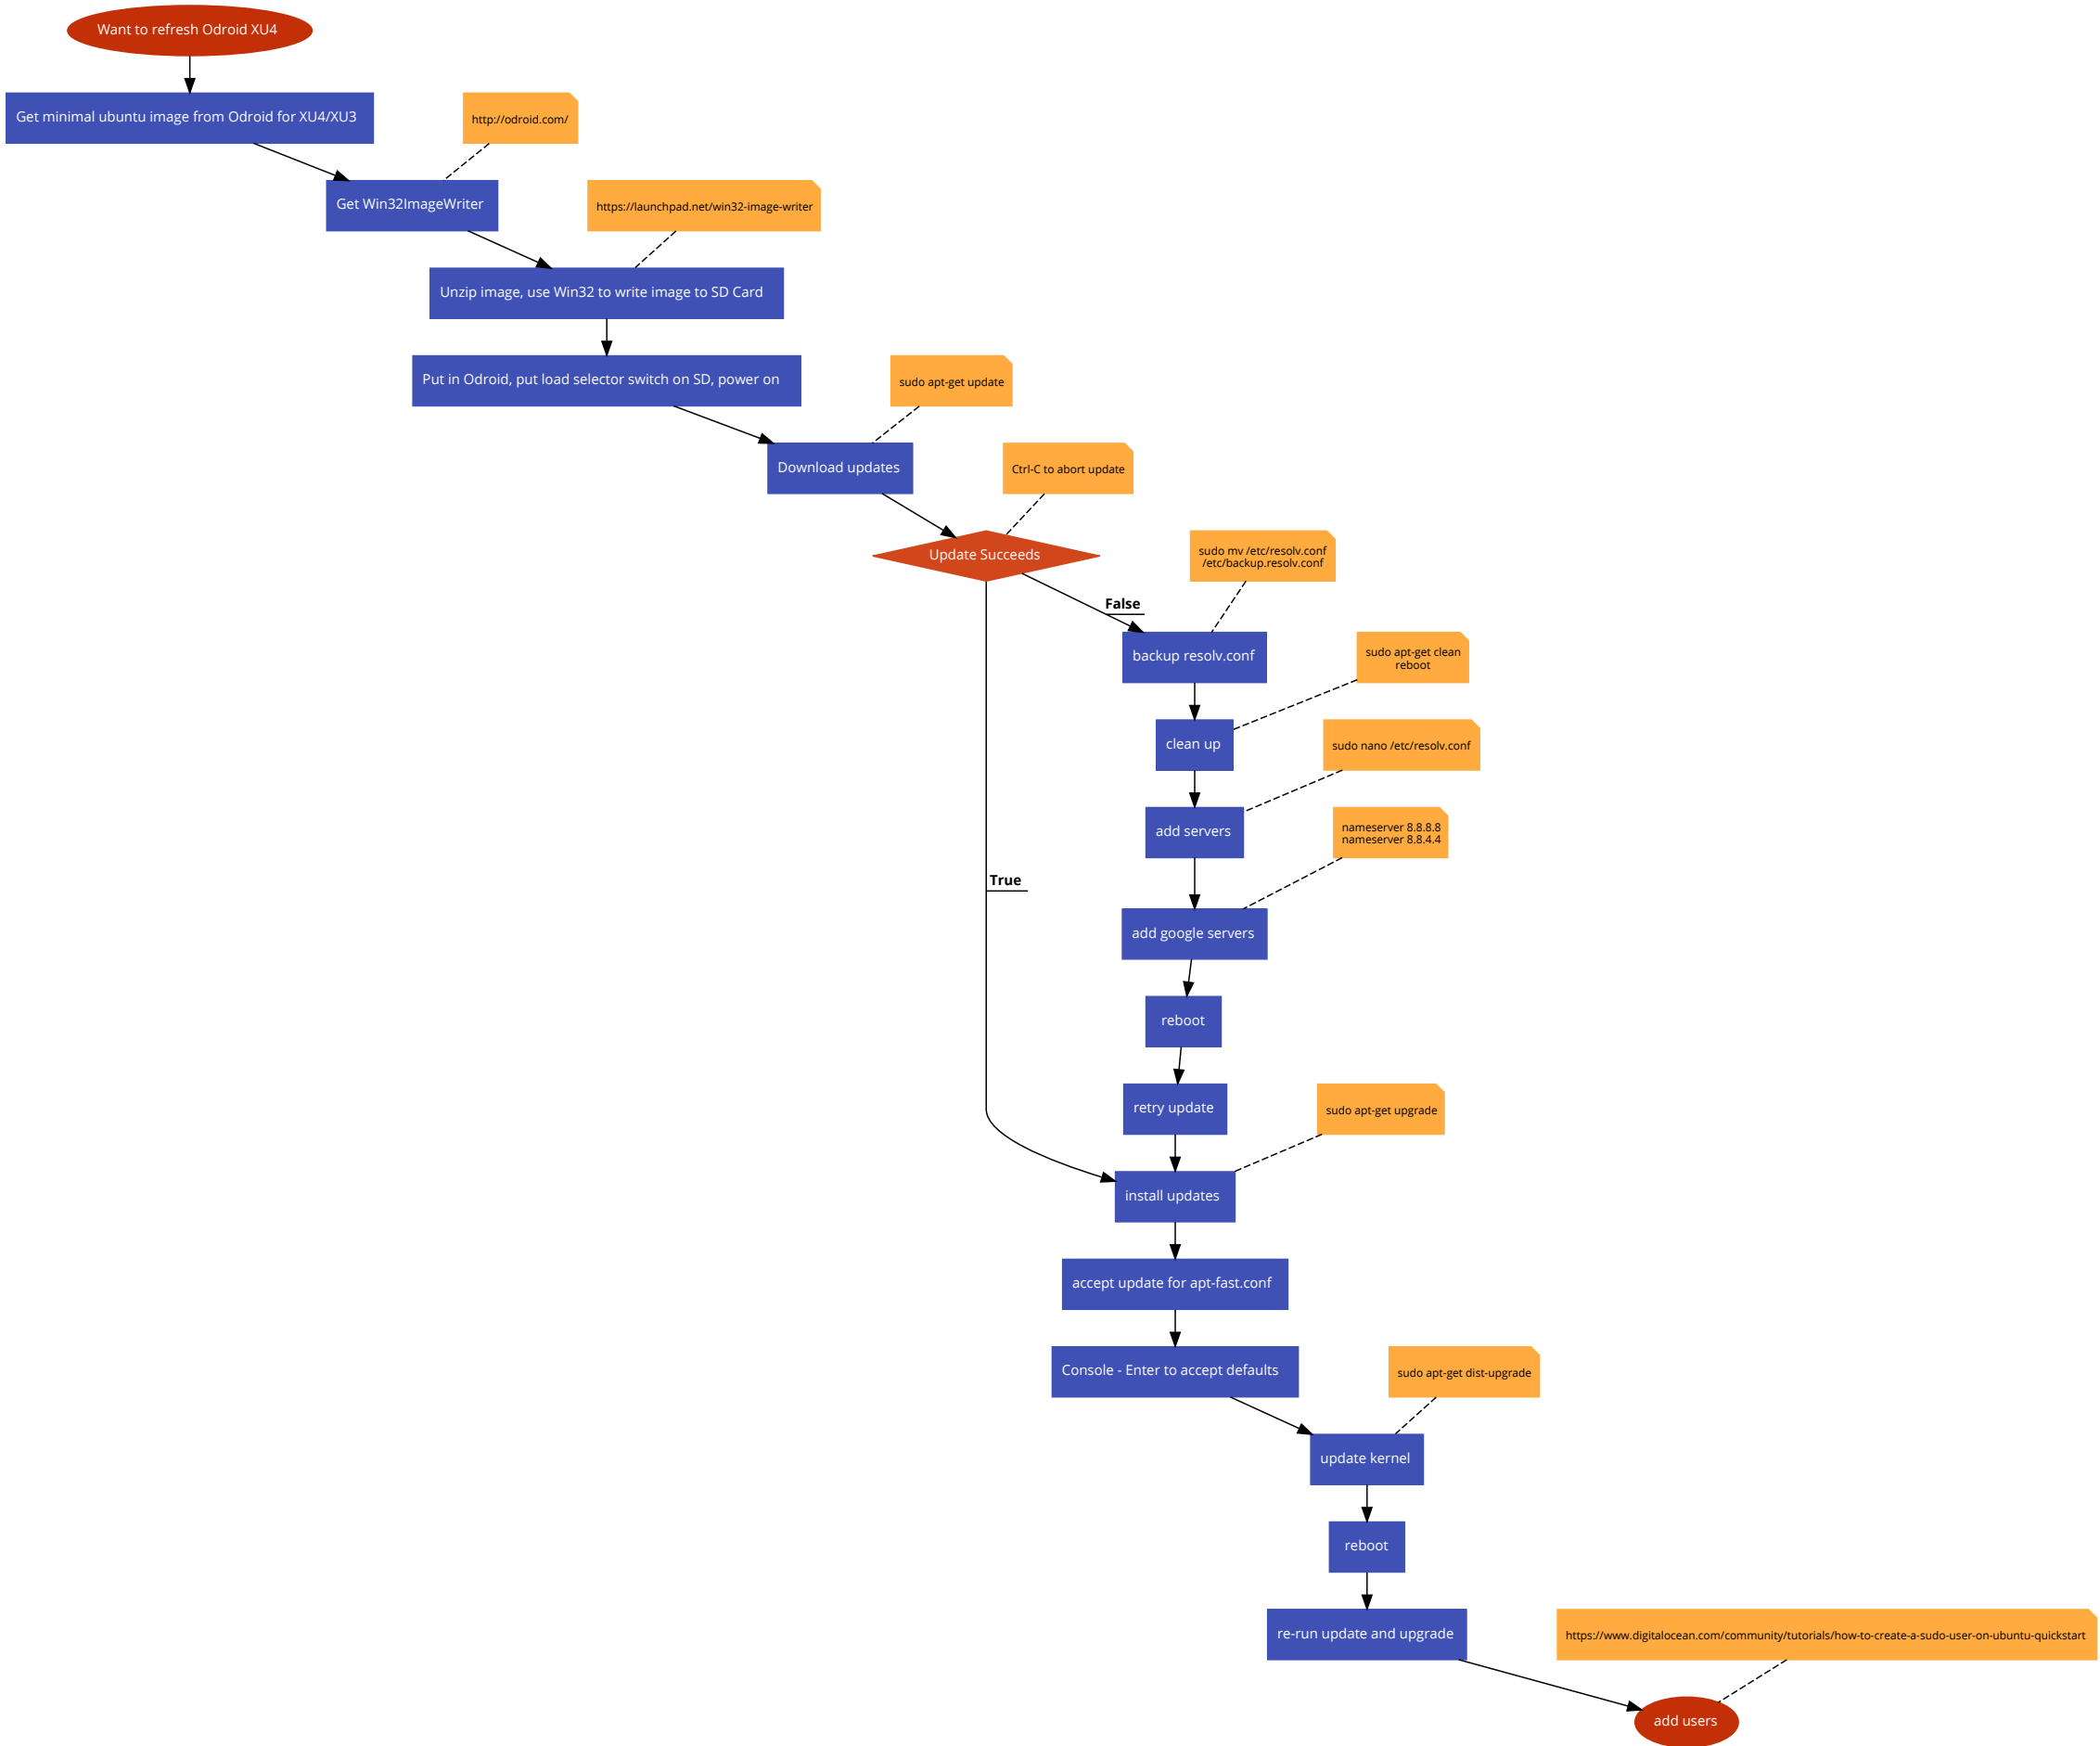 Want to refresh Odroid XU4
Get minimal ubuntu image from Odroid for XU4/XU3
http://odroid.com/
Get Win32ImageWriter
https://launchpad.net/win32-image-writer
Unzip image, use Win32 to write image to SD Card
Put in Odroid, put load selector switch on SD, power on
sudo apt-get update
Download updates
Ctrl-C to abort update
Update Succeeds
sudo mv /etc/resolv.conf
/etc/backup.resolv.conf
False
backup resolv.conf
sudo apt-get clean
reboot
clean up
sudo nano /etc/resolv.conf
add servers
nameserver 8.8.8.8
nameserver 8.8.4.4
True
add google servers
reboot
retry update
sudo apt-get upgrade
install updates
accept update for apt-fast.conf
Console - Enter to accept defaults
sudo apt-get dist-upgrade
update kernel
reboot
re-run update and upgrade
https://www.digitalocean.com/community/tutorials/how-to-create-a-sudo-user-on-ubuntu-quickstart
add users